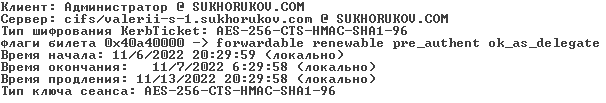 Клиент: Администратор @ SUKHORUKOV.COM
Сервер: cifs/valerii-s-1.sukhorukov.com @ SUKHORUKOV.COM
Тип шифрования KerbTicket: AES-256-CTS-HMAC-SHA1-96
флаги билета 0x40a40000 -> forwardable renewable pre_authent ok_as_delegate
Время начала: 11/6/2022 20:29:59 (локально)
Время окончания:   11/7/2022 6:29:58 (локально)
Время продления: 11/13/2022 20:29:58 (локально)
Тип ключа сеанса: AES-256-CTS-HMAC-SHA1-96